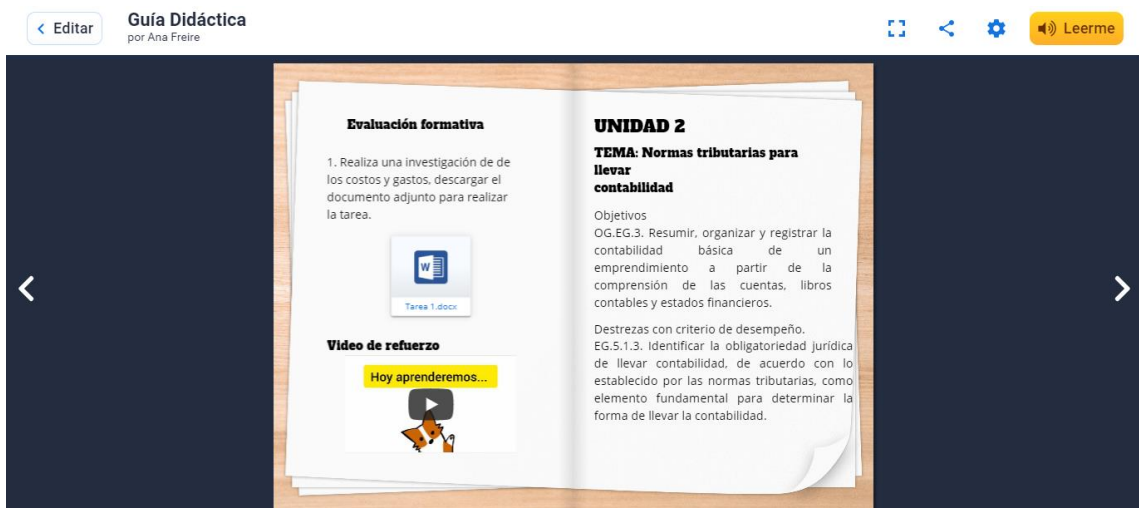 Editar
Guía Didáctica
por Ana Freire
Leerme
Evaluación formativa
1. Realiza una investigación de de
los costos y gastos, descargar el
documento adjunto para realizar
la tarea.
W
Tarea 1.docx
Video de refuerzo
Hoy aprenderemos...
UNIDAD 2
TEMA: Normas tributarias para
llevar
contabilidad
Objetivos
OG.EG.3. Resumir, organizar y registrar la
contabilidad básica de un
emprendimiento a partir de la
comprensión de las cuentas, libros
contables y estados financieros.
Destrezas con criterio de desempeño.
EG.5.1.3. Identificar la obligatoriedad jurídica
de llevar contabilidad, de acuerdo con lo
establecido por las normas tributarias, como
elemento fundamental para determinar la
forma de llevar la contabilidad.